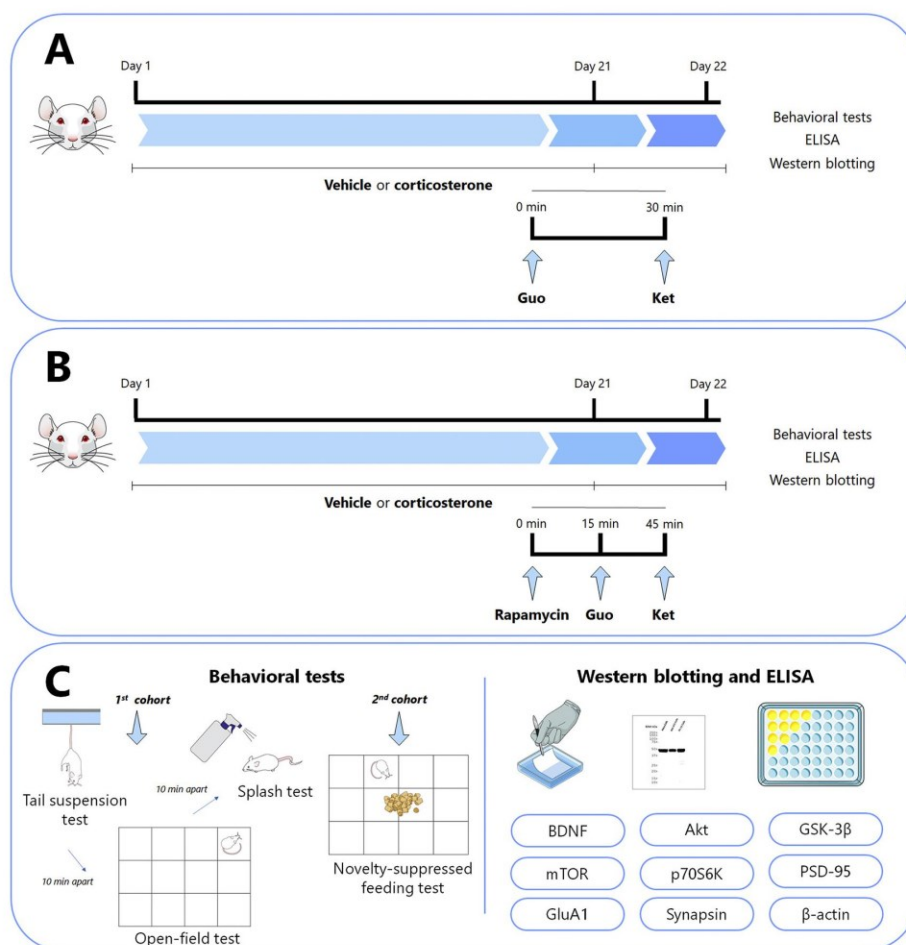 A
Day 1
Day 21
Day 22
Behavioral tests
ELISA
Western blotting
Vehicle or corticosterone
0 min
30 min
Guo
Ket
B
Day 1
Day 21
Day 22
Behavioral tests
ELISA
Western blotting
Vehicle or corticosterone
0 min
15 min
45 min
Rapamycin
Guo
Ket
C
Behavioral tests
1st cohort
2nd cohort
Tail suspension
test
10 min apart
Splash test
10 min apart
Open-field test
Novelty-suppressed
feeding test
Western blotting and ELISA
BDNF
Akt
GSK-3β
mTOR
p70S6K
PSD-95
GluA1
Synapsin
β-actin